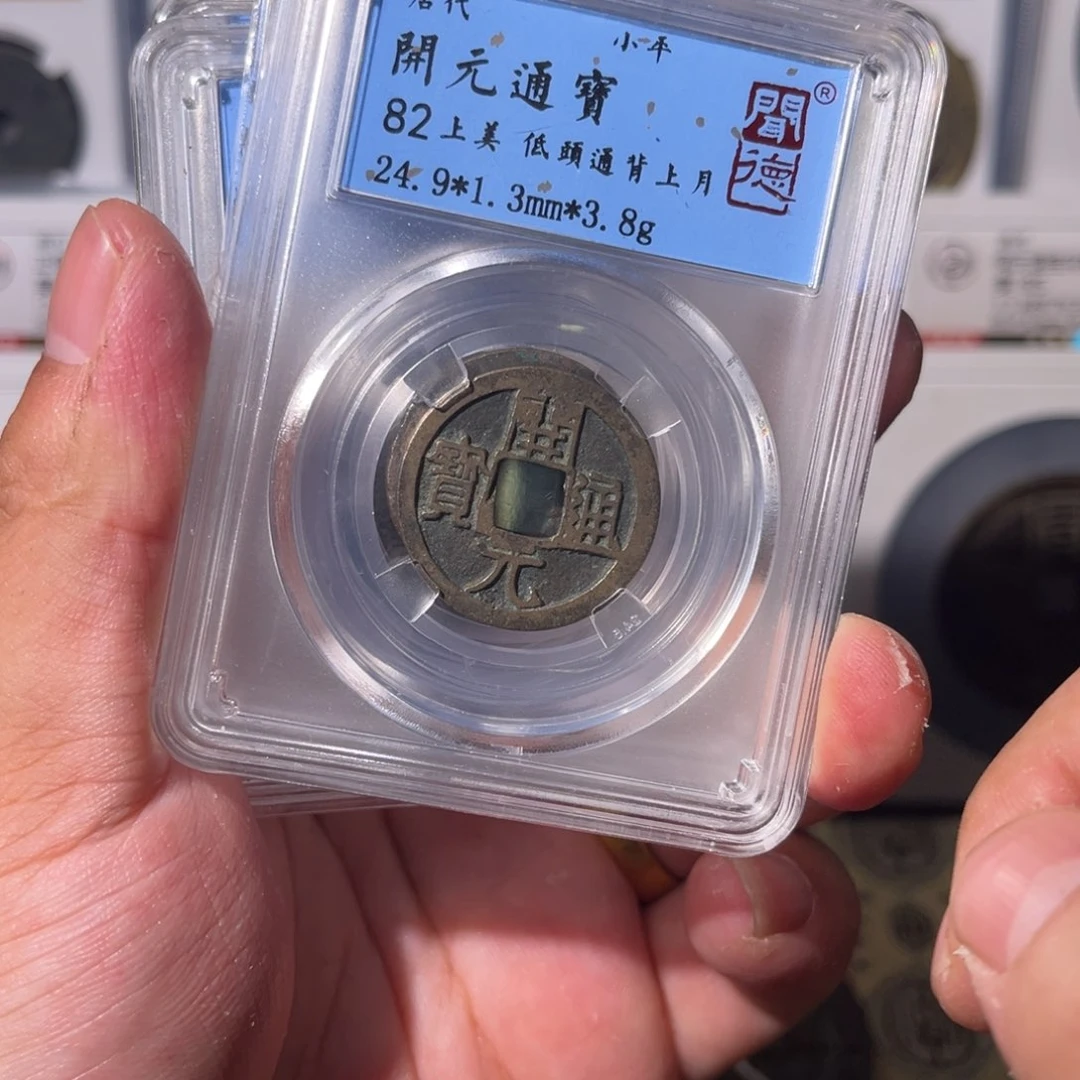 唐代
小平
開元通寶
82上美 低頭通背上月
24.9*1.3mm*3.8g
聞德®
開元通寶